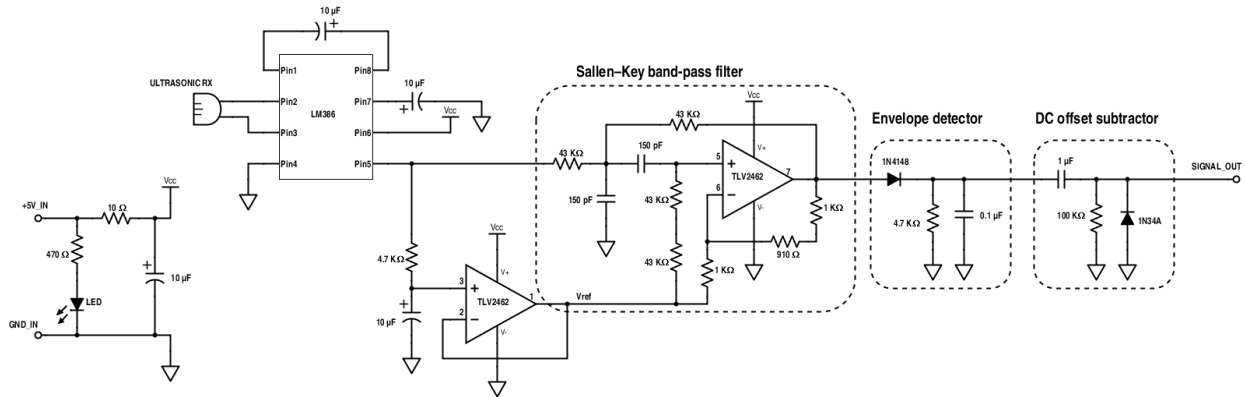 10 µF
+
Pin1
Pin8
ULTRASONIC RX
Pin2
Pin7
LM386
Pin3
Pin6
Pin4
Pin5
10 µF
+
Vcc
Sallen–Key band-pass filter
43 KΩ
43 KΩ
150 pF
150 pF
43 KΩ
43 KΩ
Vcc
V+
5
+
TLV2462
7
6
−
V-
1 KΩ
910 Ω
1 KΩ
Envelope detector
1N4148
4.7 KΩ
0.1 µF
DC offset subtractor
1 µF
100 KΩ
1N34A
SIGNAL_OUT
Vcc
+5V_IN
10 Ω
470 Ω
+
10 µF
LED
GND_IN
4.7 KΩ
+
10 µF
Vcc
V+
3
+
TLV2462
1
2
−
V-
Vref